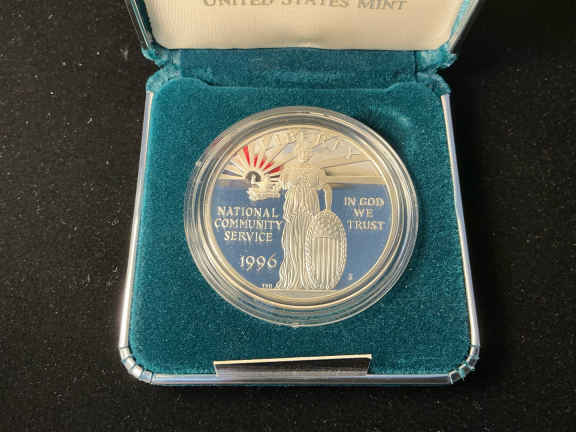 UNITED STATES MINT
LIBERTY
NATIONAL
COMMUNITY
SERVICE
IN GOD
WE
TRUST
1996
S